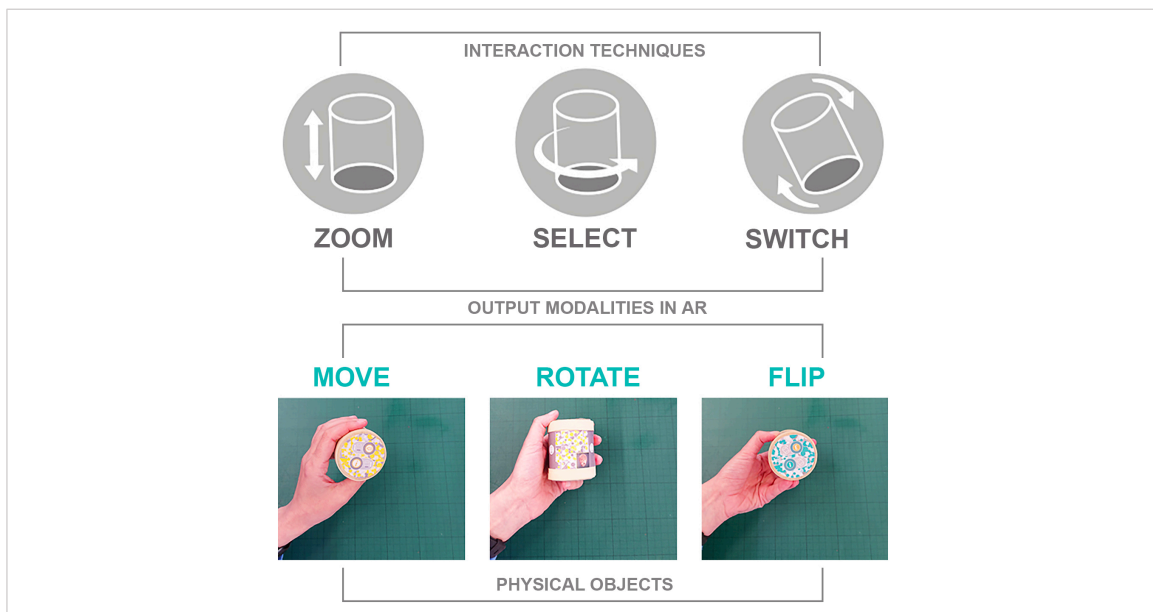 INTERACTION TECHNIQUES
ZOOM SELECT SWITCH
OUTPUT MODALITIES IN AR
MOVE ROTATE FLIP
PHYSICAL OBJECTS